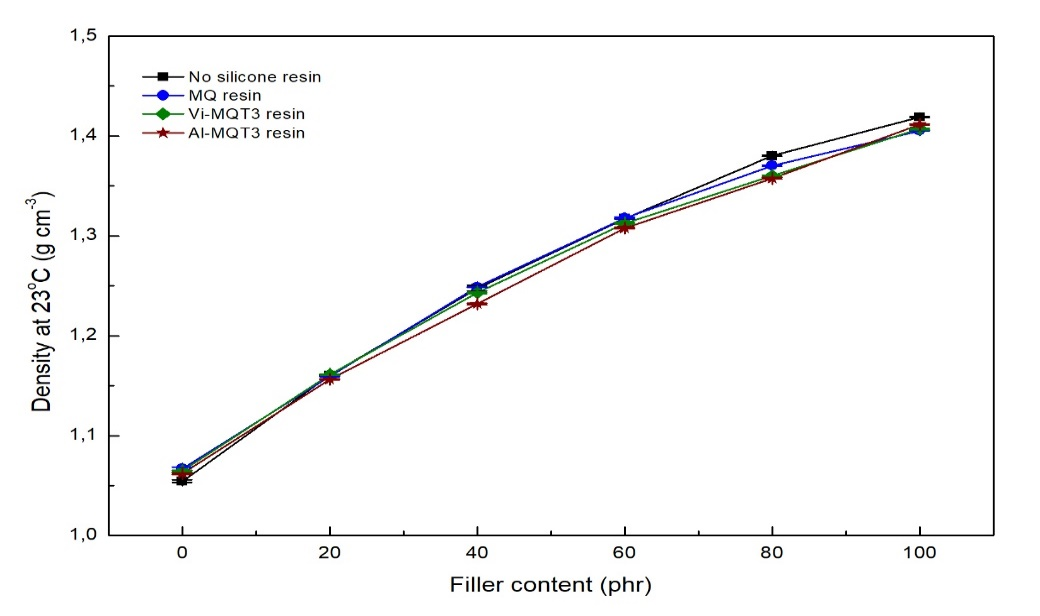 1,5
No silicone resin
MQ resin
Vi-MQT3 resin
Al-MQT3 resin
1,4
1,3
1,2
1,1
1,0
Density at 23°C (g cm⁻³)
0 20 40 60 80 100
Filler content (phr)